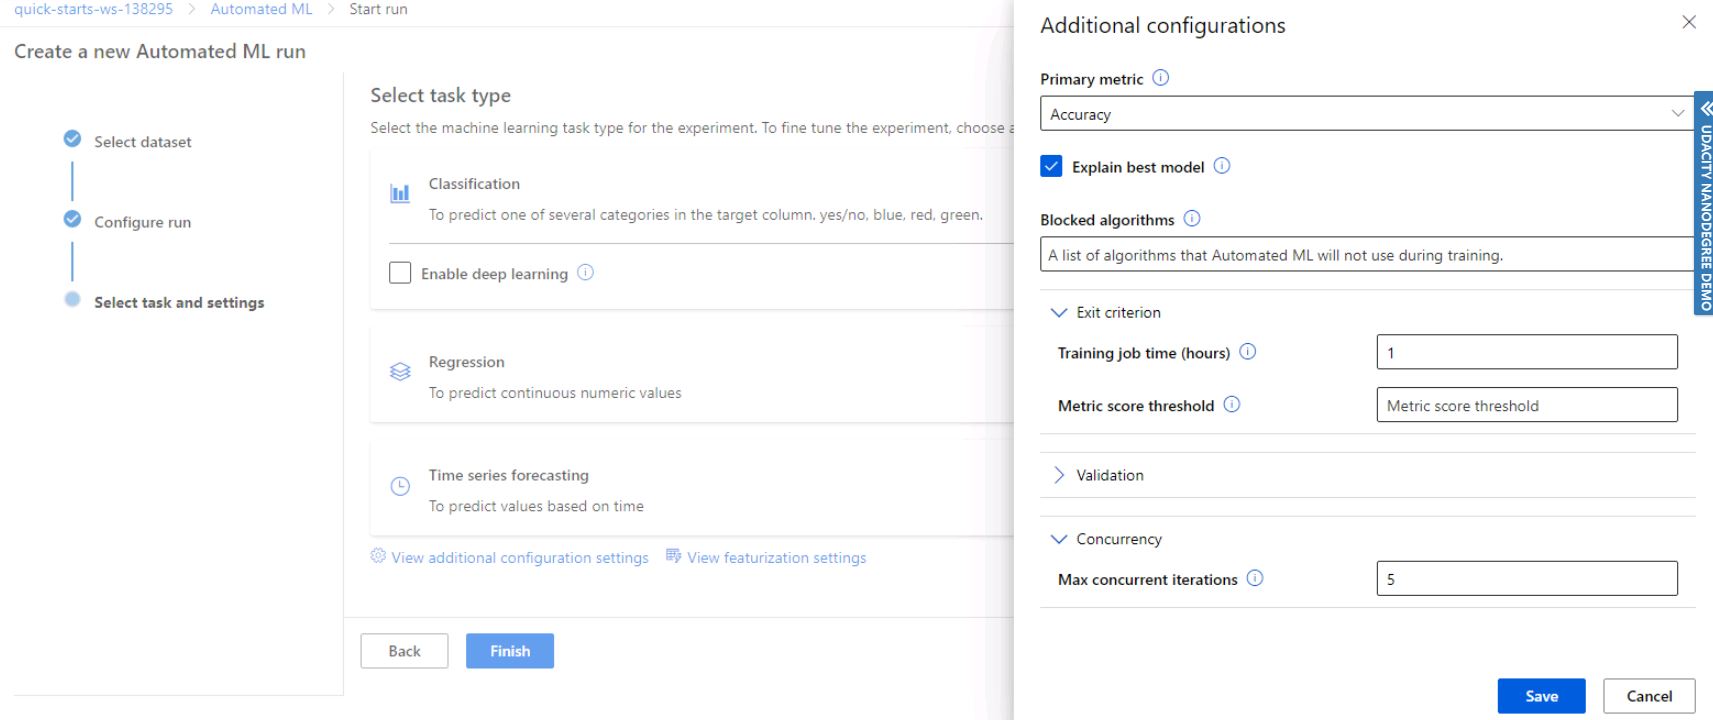 quick-starts-ws-138295 > Automated ML > Start run
Create a new Automated ML run
Select dataset
Configure run
Select task and settings
Select task type
Select the machine learning task type for the experiment. To fine tune the experiment, choose
Classification
To predict one of several categories in the target column. yes/no, blue, red, green.
Enable deep learning
Regression
To predict continuous numeric values
Time series forecasting
To predict values based on time
View additional configuration settings View featurization settings
Back Finish
Additional configurations
Primary metric
Accuracy
Explain best model
Blocked algorithms
A list of algorithms that Automated ML will not use during training.
Exit criterion
Training job time (hours) 1
Metric score threshold Metric score threshold
Validation
Concurrency
Max concurrent iterations 5
Save Cancel
UDACITY NANODEGREE DEMO